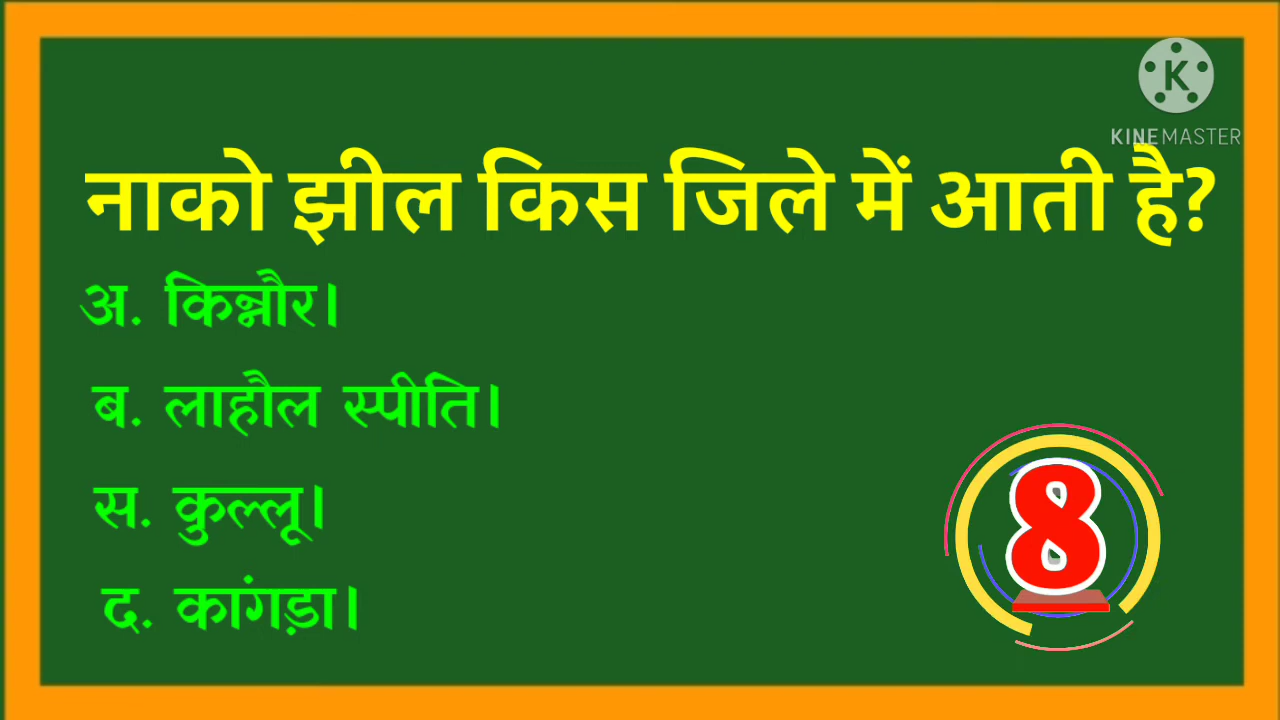 KINEMASTER
नाको झील किस जिले में आती है?
अ. किन्नौर।
ब. लाहौल स्पीति।
स. कुल्लू।
द. कांगड़ा।
8